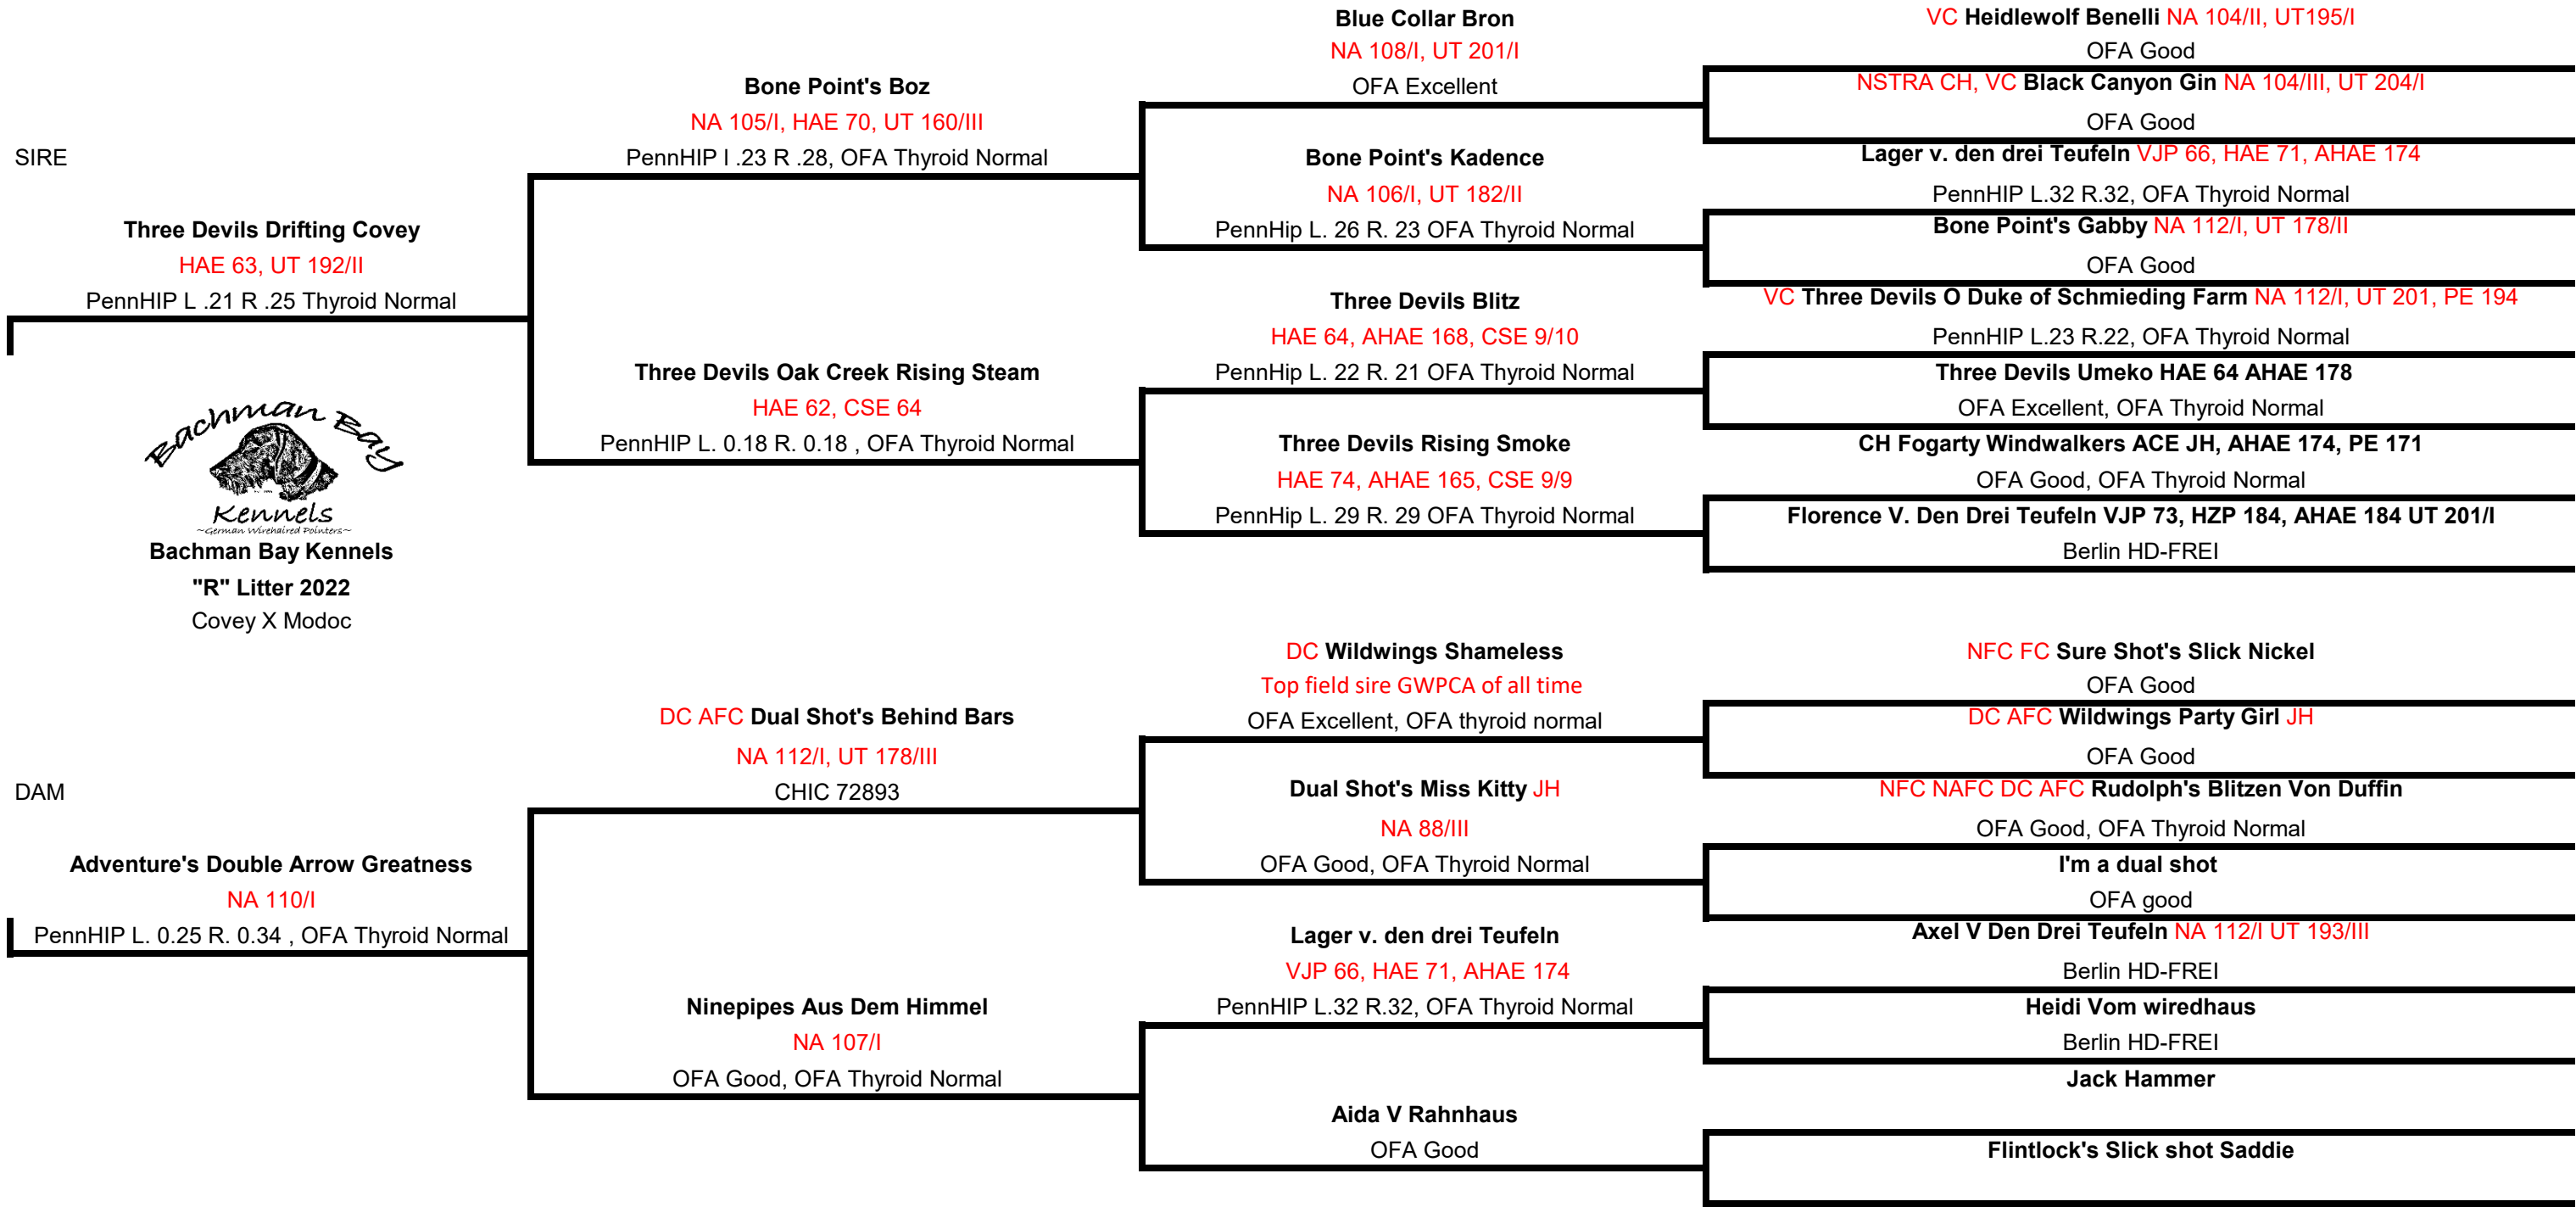 SIRE
Three Devils Drifting Covey
HAE 63, UT 192/II
PennHIP L .21 R .25 Thyroid Normal
Bachman Bay
Kennels
~German Wirehaired Pointers~
Bachman Bay Kennels
"R" Litter 2022
Covey X Modoc
DAM
Adventure's Double Arrow Greatness
NA 110/I
PennHIP L. 0.25 R. 0.34 , OFA Thyroid Normal
Bone Point's Boz
NA 105/I, HAE 70, UT 160/III
PennHIP l .23 R .28, OFA Thyroid Normal
Three Devils Oak Creek Rising Steam
HAE 62, CSE 64
PennHIP L. 0.18 R. 0.18 , OFA Thyroid Normal
DC AFC Dual Shot's Behind Bars
NA 112/I, UT 178/III
CHIC 72893
Ninepipes Aus Dem Himmel
NA 107/I
OFA Good, OFA Thyroid Normal
Blue Collar Bron
NA 108/I, UT 201/I
OFA Excellent
Bone Point's Kadence
NA 106/I, UT 182/II
PennHip L. 26 R. 23 OFA Thyroid Normal
Three Devils Blitz
HAE 64, AHAE 168, CSE 9/10
PennHip L. 22 R. 21 OFA Thyroid Normal
Three Devils Rising Smoke
HAE 74, AHAE 165, CSE 9/9
PennHip L. 29 R. 29 OFA Thyroid Normal
DC Wildwings Shameless
Top field sire GWPCA of all time
OFA Excellent, OFA thyroid normal
Dual Shot's Miss Kitty JH
NA 88/III
OFA Good, OFA Thyroid Normal
Lager v. den drei Teufeln
VJP 66, HAE 71, AHAE 174
PennHIP L.32 R.32, OFA Thyroid Normal
Aida V Rahnhaus
OFA Good
VC Heidlewolf Benelli NA 104/II, UT195/I
OFA Good
NSTRA CH, VC Black Canyon Gin NA 104/III, UT 204/I
OFA Good
Lager v. den drei Teufeln VJP 66, HAE 71, AHAE 174
PennHIP L.32 R.32, OFA Thyroid Normal
Bone Point's Gabby NA 112/I, UT 178/II
OFA Good
VC Three Devils O Duke of Schmieding Farm NA 112/I, UT 201, PE 194
PennHIP L.23 R.22, OFA Thyroid Normal
Three Devils Umeko HAE 64 AHAE 178
OFA Excellent, OFA Thyroid Normal
CH Fogarty Windwalkers ACE JH, AHAE 174, PE 171
OFA Good, OFA Thyroid Normal
Florence V. Den Drei Teufeln VJP 73, HZP 184, AHAE 184 UT 201/I
Berlin HD-FREI
NFC FC Sure Shot's Slick Nickel
OFA Good
DC AFC Wildwings Party Girl JH
OFA Good
NFC NAFC DC AFC Rudolph's Blitzen Von Duffin
OFA Good, OFA Thyroid Normal
I'm a dual shot
OFA good
Axel V Den Drei Teufeln NA 112/I UT 193/III
Berlin HD-FREI
Heidi Vom wiredhaus
Berlin HD-FREI
Jack Hammer
Flintlock's Slick shot Saddie